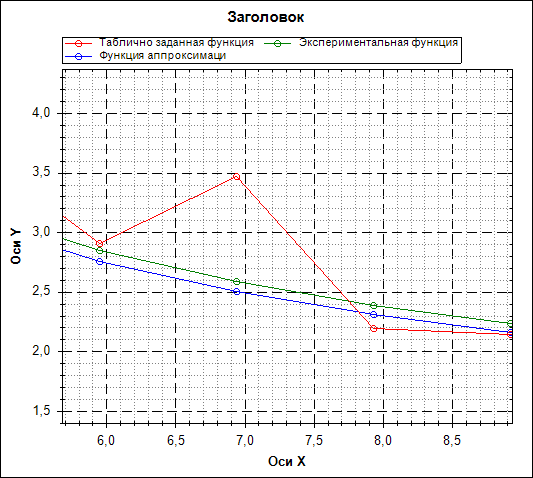 Заголовок
Таблично заданная функция
Экспериментальная функция
Функция аппроксимаци
4,0
3,5
3,0
2,5
2,0
1,5
Оси Y
6,0 6,5 7,0 7,5 8,0 8,5
Оси X